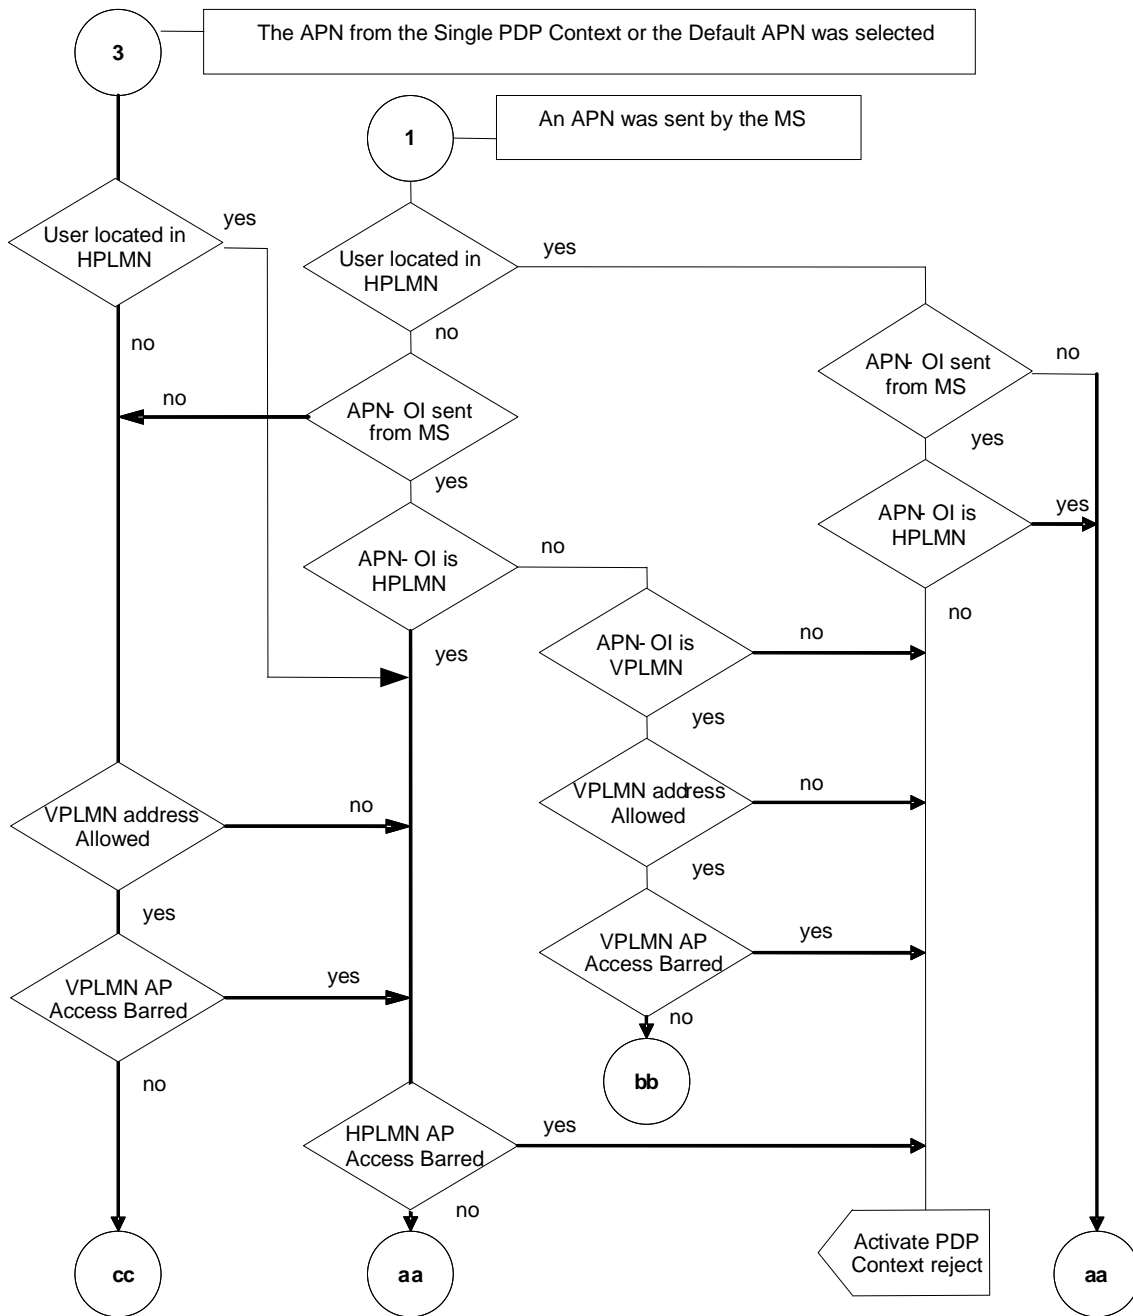 3
The APN from the Single PDP Context or the Default APN was selected
1
An APN was sent by the MS
User located in
HPLMN
yes
no
User located in
HPLMN
yes
no
APN- OI sent
from MS
no
yes
APN- OI sent
from MS
no
yes
APN- OI is
HPLMN
no
yes
APN- OI is
HPLMN
yes
no
APN- OI is
VPLMN
no
yes
VPLMN address
Allowed
no
yes
VPLMN address
Allowed
no
yes
VPLMN AP
Access Barred
yes
no
VPLMN AP
Access Barred
yes
no
bb
HPLMN AP
Access Barred
yes
no
cc
aa
Activate PDP
Context reject
aa